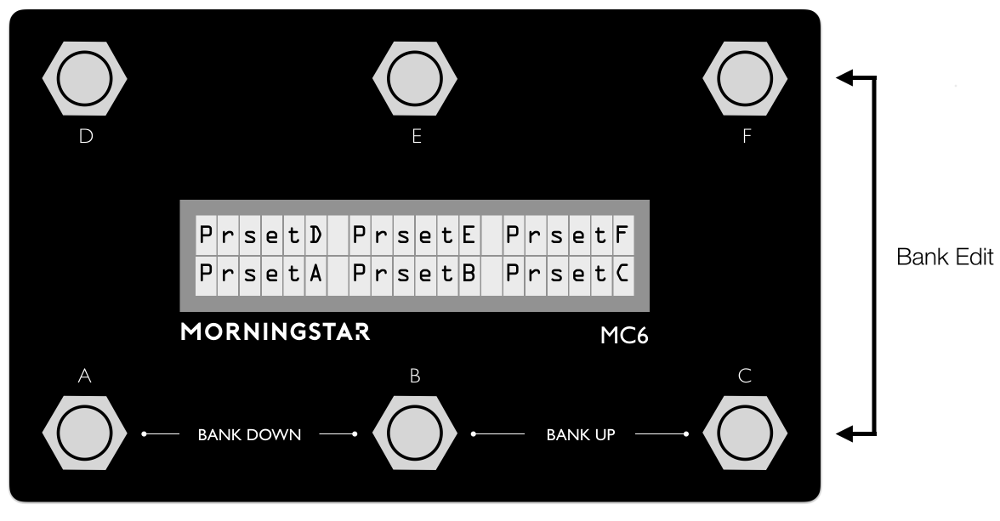 D E F
PrsetD PrsetE PrsetF
PrsetA PrsetB PrsetC
Bank Edit
MORNINGSTAR MC6
A B C
BANK DOWN BANK UP